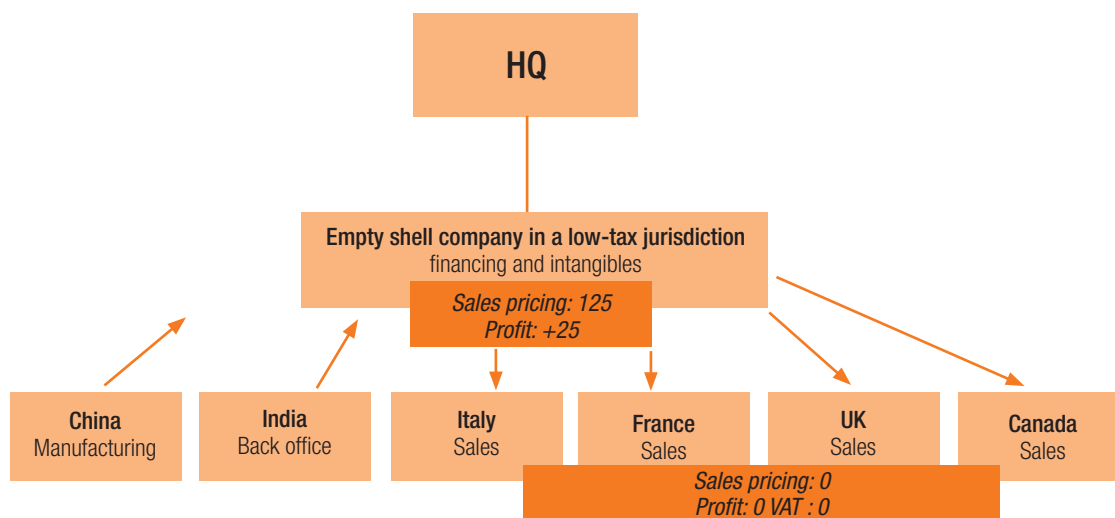 HQ
Empty shell company in a low-tax jurisdiction
financing and intangibles
Sales pricing: 125
Profit: +25
China
Manufacturing
India
Back office
Italy
Sales
France
Sales
UK
Sales
Canada
Sales
Sales pricing: 0
Profit: 0 VAT : 0